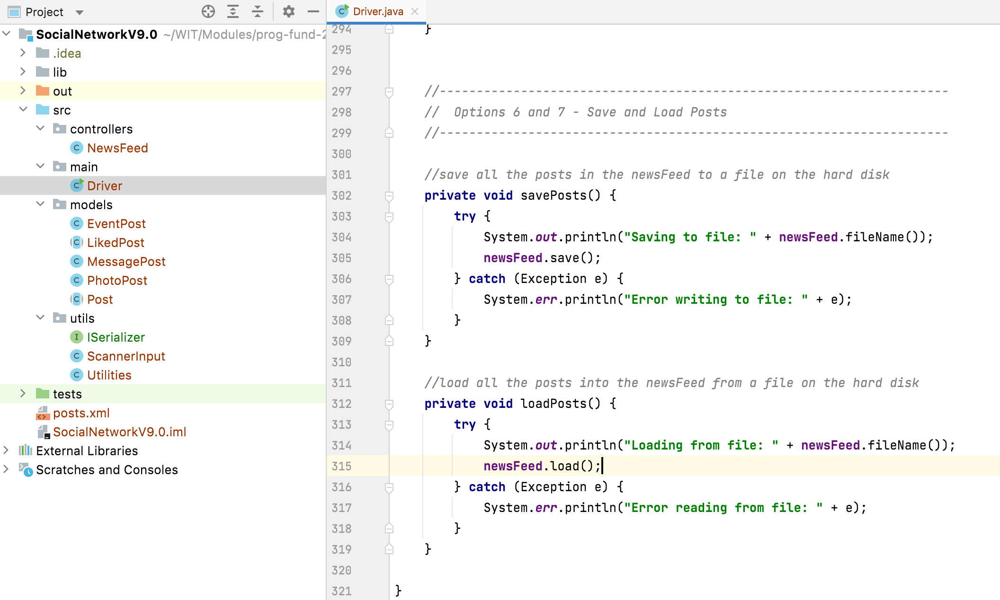 Project
SocialNetworkV9.0 ~/WIT/Modules/prog-fund-2
.idea
lib
out
src
controllers
NewsFeed
main
Driver
models
EventPost
LikedPost
MessagePost
PhotoPost
Post
utils
ISerializer
ScannerInput
Utilities
tests
posts.xml
SocialNetworkV9.0.iml
External Libraries
Scratches and Consoles
Driver.java
294 }
295
296
297 //---------------------------------------------------------------------
298 //  Options 6 and 7 - Save and Load Posts
299 //---------------------------------------------------------------------
300
301 //save all the posts in the newsFeed to a file on the hard disk
302 private void savePosts() {
303 try {
304 System.out.println("Saving to file: " + newsFeed.fileName());
305 newsFeed.save();
306 } catch (Exception e) {
307 System.err.println("Error writing to file: " + e);
308 }
309 }
310
311 //load all the posts into the newsFeed from a file on the hard disk
312 private void loadPosts() {
313 try {
314 System.out.println("Loading from file: " + newsFeed.fileName());
315 newsFeed.load();
316 } catch (Exception e) {
317 System.err.println("Error reading from file: " + e);
318 }
319 }
320
321 }